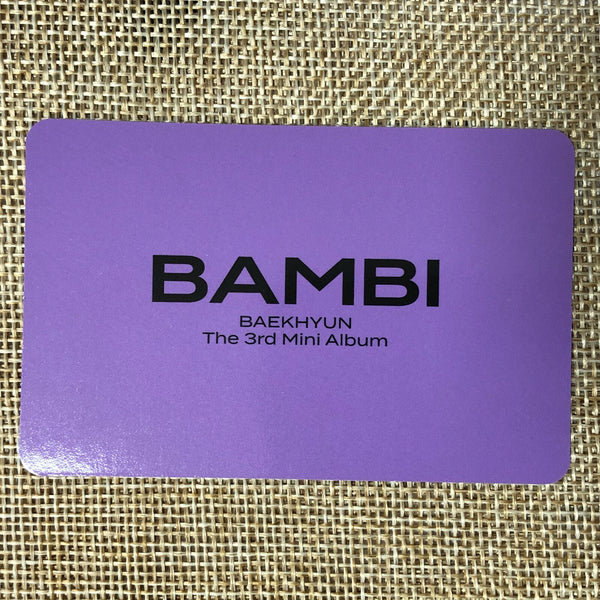 BAMBI
BAEKHYUN
The 3rd Mini Album